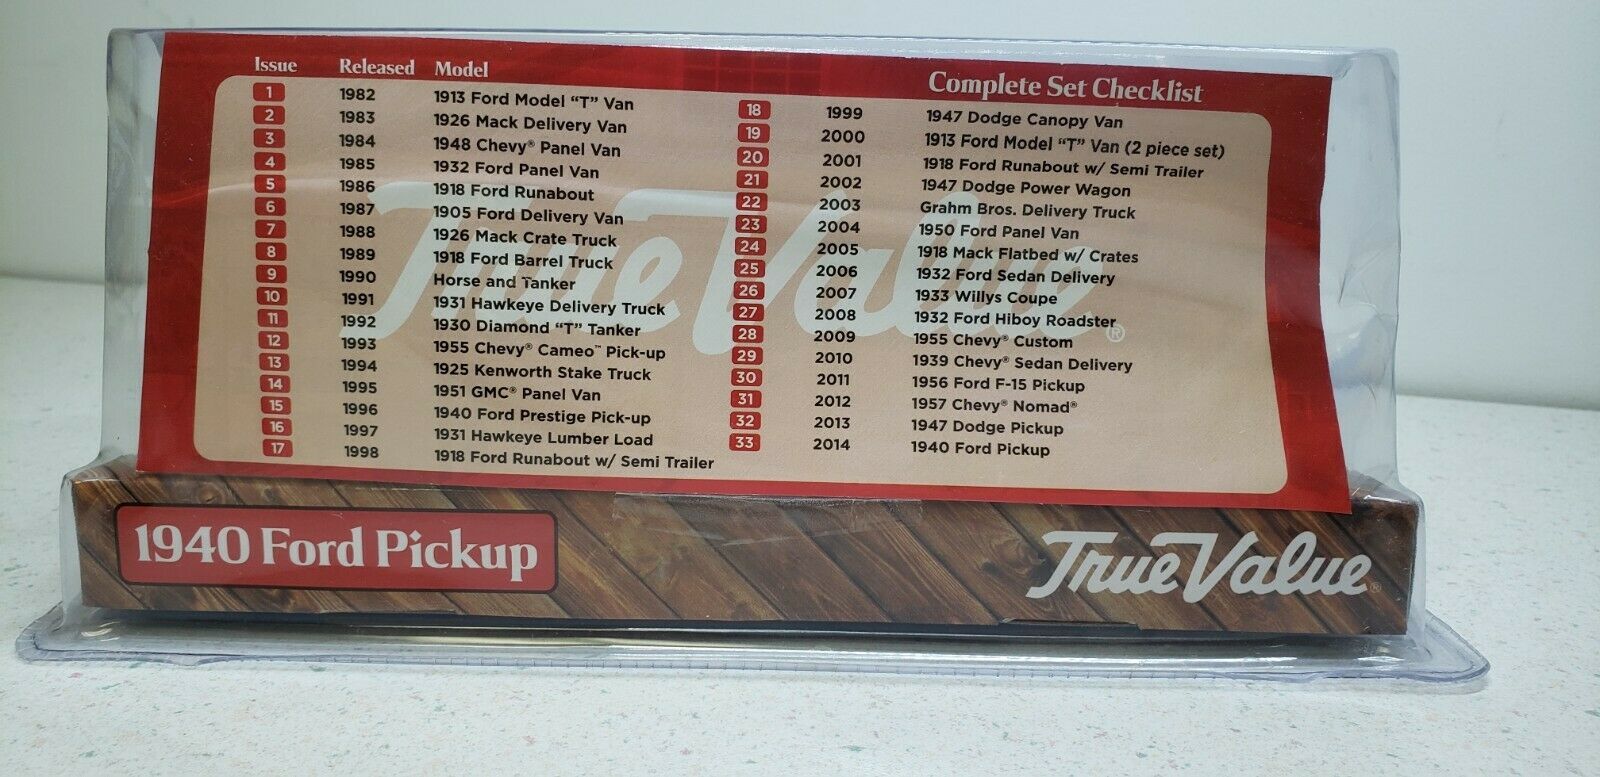 Issue Released Model
1 1982 1913 Ford Model “T” Van
2 1983 1926 Mack Delivery Van
3 1984 1948 Chevy® Panel Van
4 1985 1932 Ford Panel Van
5 1986 1918 Ford Runabout
6 1987 1905 Ford Delivery Van
7 1988 1926 Mack Crate Truck
8 1989 1918 Ford Barrel Truck
9 1990 Horse and Tanker
10 1991 1931 Hawkeye Delivery Truck
11 1992 1930 Diamond “T” Tanker
12 1993 1955 Chevy® Cameo™ Pick-up
13 1994 1925 Kenworth Stake Truck
14 1995 1951 GMC® Panel Van
15 1996 1940 Ford Prestige Pick-up
16 1997 1931 Hawkeye Lumber Load
17 1998 1918 Ford Runabout w/ Semi Trailer
Complete Set Checklist
18 1999 1947 Dodge Canopy Van
19 2000 1913 Ford Model “T” Van (2 piece set)
20 2001 1918 Ford Runabout w/ Semi Trailer
21 2002 1947 Dodge Power Wagon
22 2003 Grahm Bros. Delivery Truck
23 2004 1950 Ford Panel Van
24 2005 1918 Mack Flatbed w/ Crates
25 2006 1932 Ford Sedan Delivery
26 2007 1933 Willys Coupe
27 2008 1932 Ford Hiboy Roadster
28 2009 1955 Chevy® Custom
29 2010 1939 Chevy® Sedan Delivery
30 2011 1956 Ford F-15 Pickup
31 2012 1957 Chevy® Nomad®
32 2013 1947 Dodge Pickup
33 2014 1940 Ford Pickup
True Value®
1940 Ford Pickup
True Value®